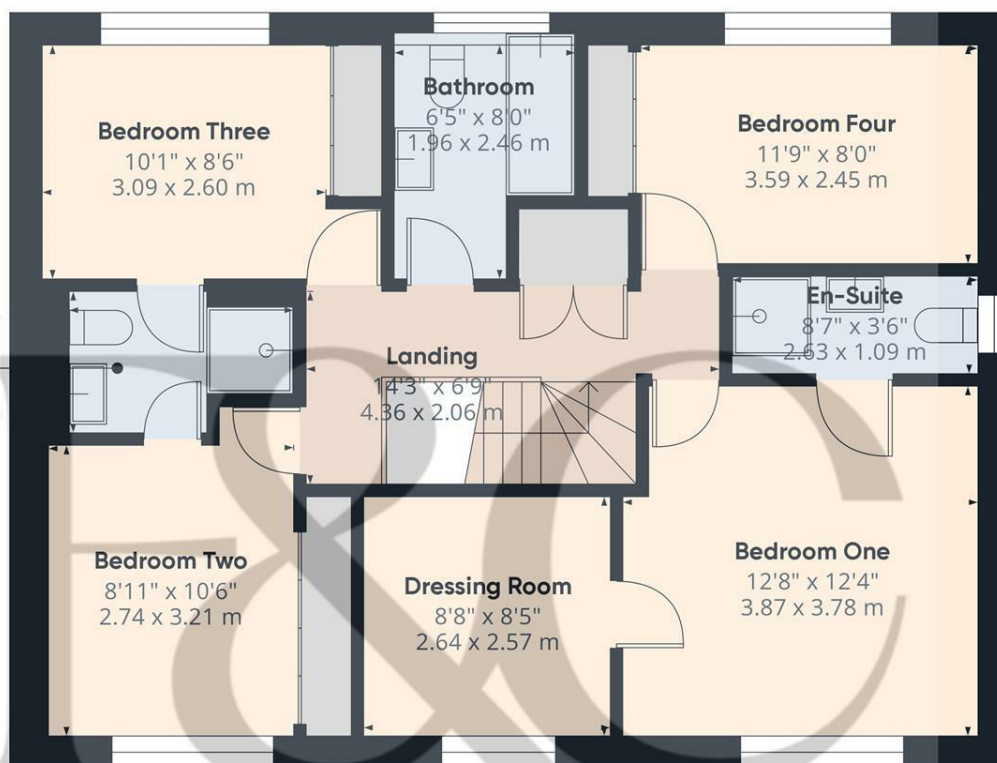 Bedroom Three
10'1" x 8'6"
3.09 x 2.60 m
Bathroom
6'5" x 8'0"
1.96 x 2.46 m
Bedroom Four
11'9" x 8'0"
3.59 x 2.45 m
En-Suite
8'7" x 3'6"
2.63 x 1.09 m
Landing
14'3" x 6'9"
4.36 x 2.06 m
Bedroom Two
8'11" x 10'6"
2.74 x 3.21 m
Dressing Room
8'8" x 8'5"
2.64 x 2.57 m
Bedroom One
12'8" x 12'4"
3.87 x 3.78 m
F&C